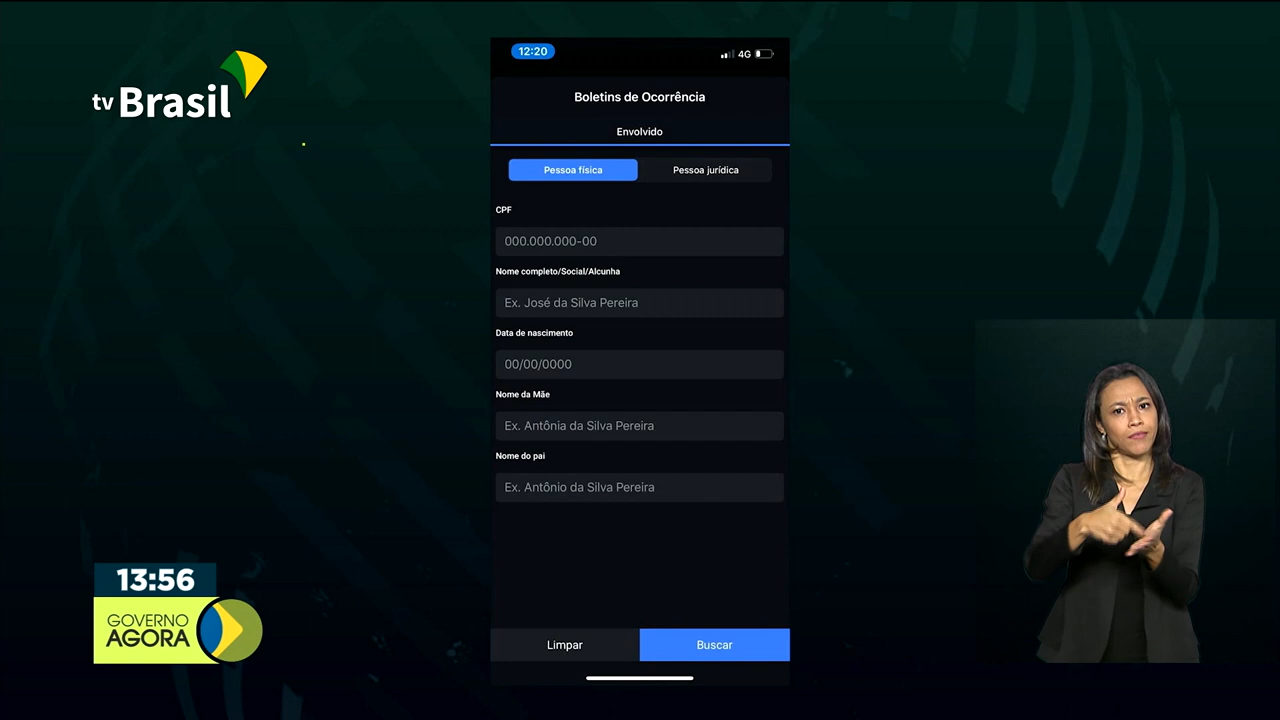 tv Brasil
12:20
4G
Boletins de Ocorrência
Envolvido
Pessoa física
Pessoa jurídica
CPF
000.000.000-00
Nome completo/Social/Alcunha
Ex. José da Silva Pereira
Data de nascimento
00/00/0000
Nome da Mãe
Ex. Antônia da Silva Pereira
Nome do pai
Ex. Antônio da Silva Pereira
Limpar
Buscar
13:56
GOVERNO
AGORA